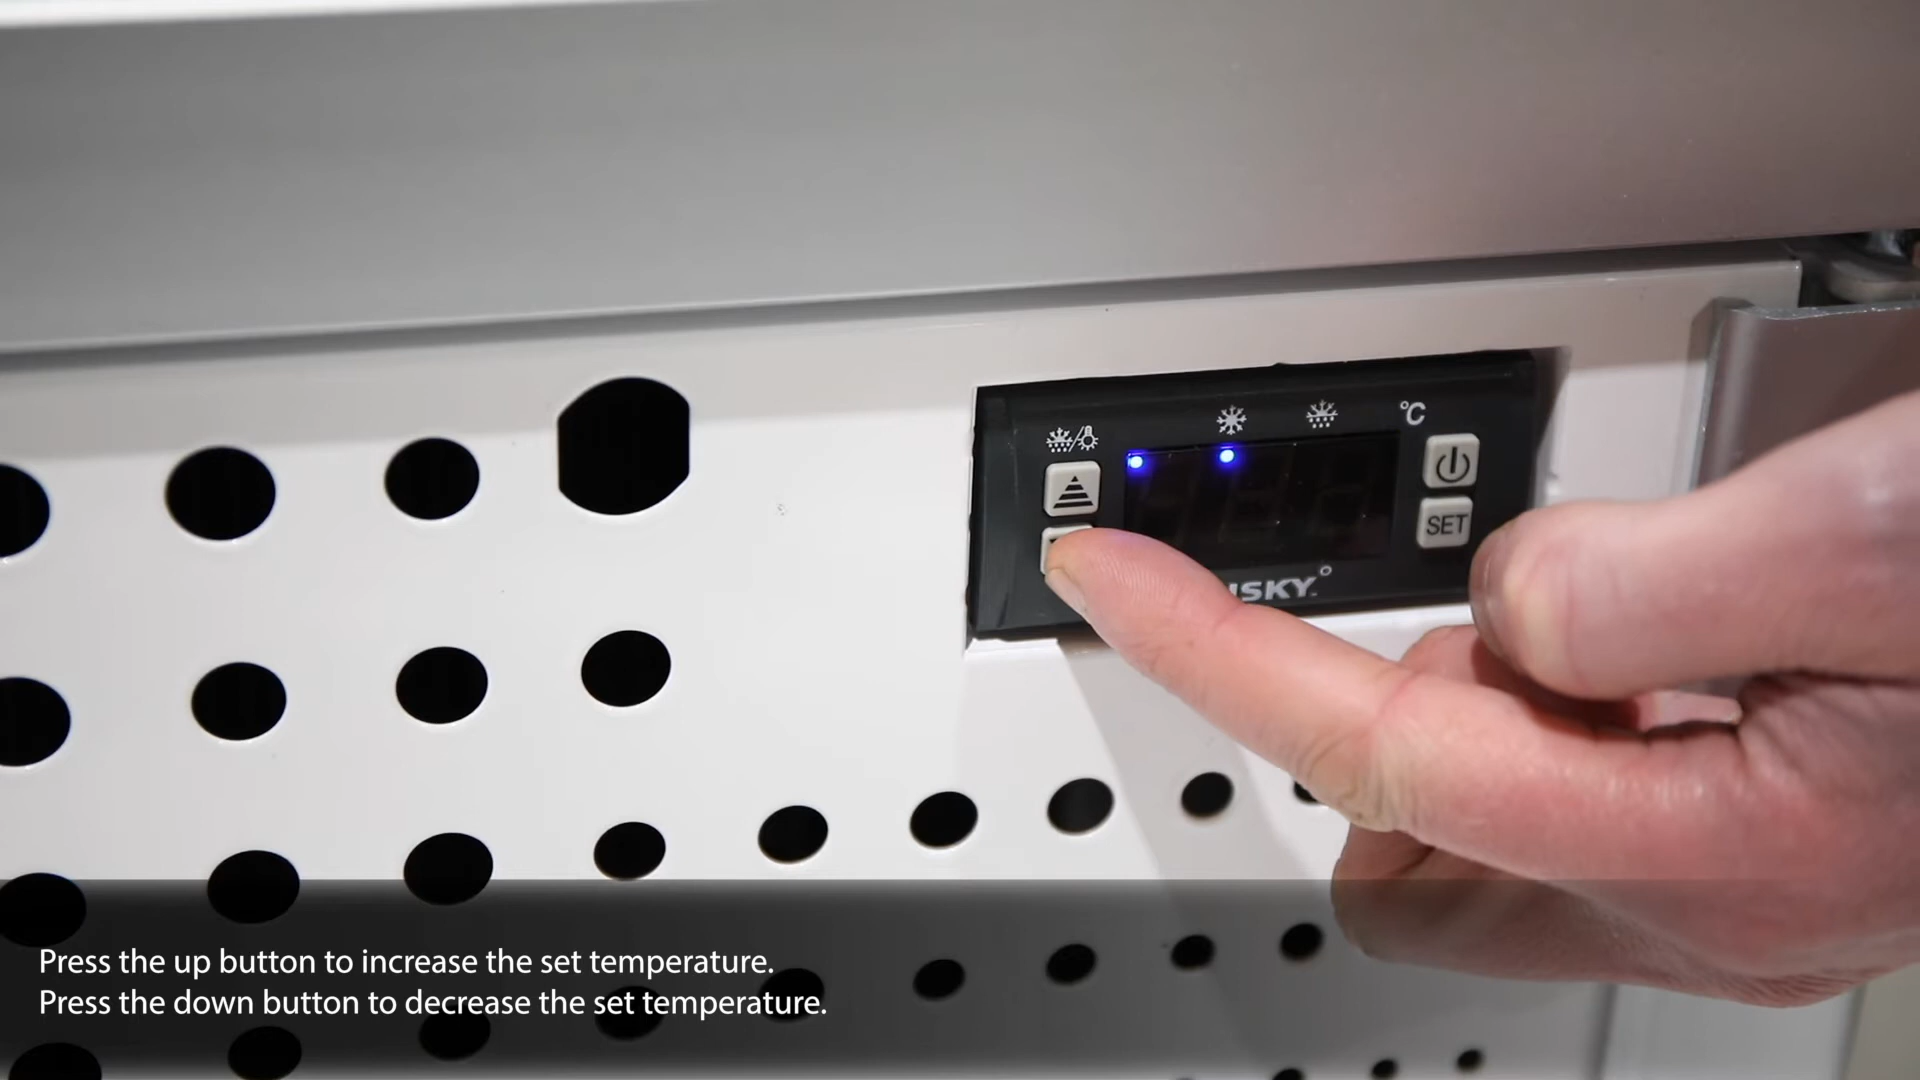 °C
SET
USKY
Press the up button to increase the set temperature.
Press the down button to decrease the set temperature.